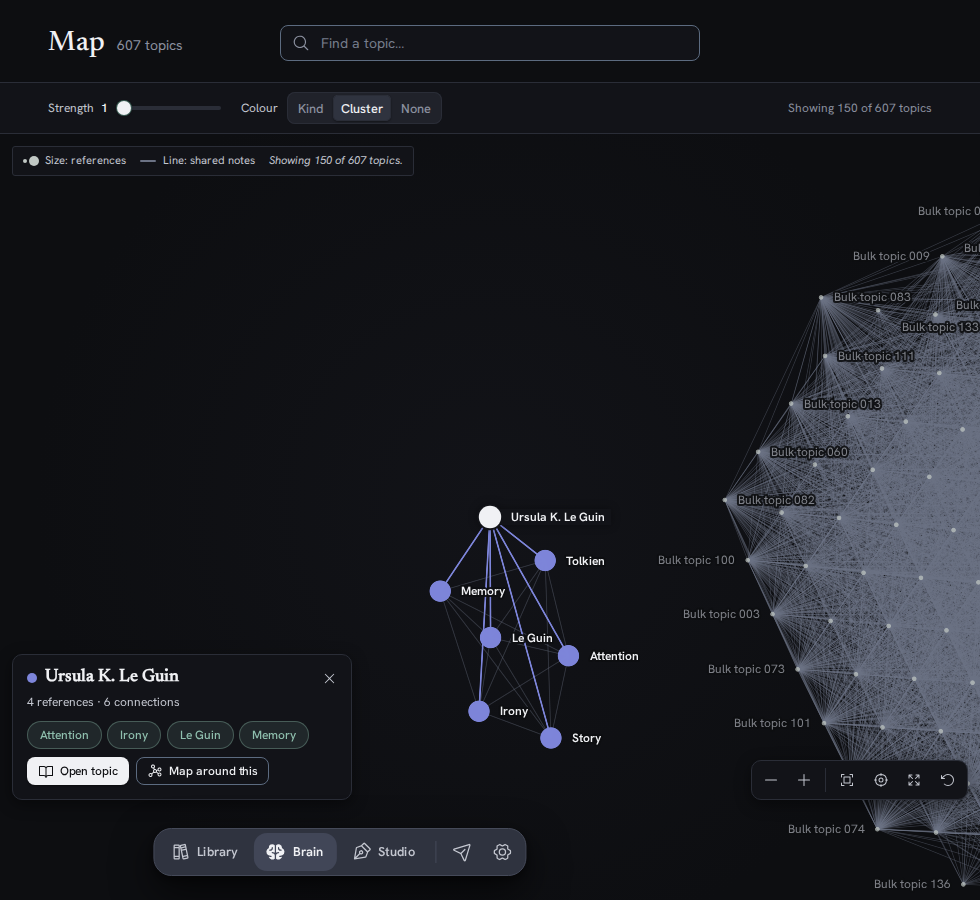 Map 607 topics
Find a topic...
Strength 1 Colour Kind Cluster None Showing 150 of 607 topics
Size: references Line: shared notes Showing 150 of 607 topics.
Bulk topic 0
Bul
Bulk topic 009
Bulk topic 083
Bulk
Bulk topic 133
Bulk topic 111
Bulk topic 013
Bulk topic 060
Bulk topic 082
Ursula K. Le Guin
Tolkien
Bulk topic 100
Memory
Bulk topic 003
Le Guin
Attention
Bulk topic 073
Irony
Bulk topic 101
Story
Ursula K. Le Guin
4 references · 6 connections
Attention Irony Le Guin Memory
Open topic Map around this
Bulk topic 074
Library Brain Studio
Bulk topic 136